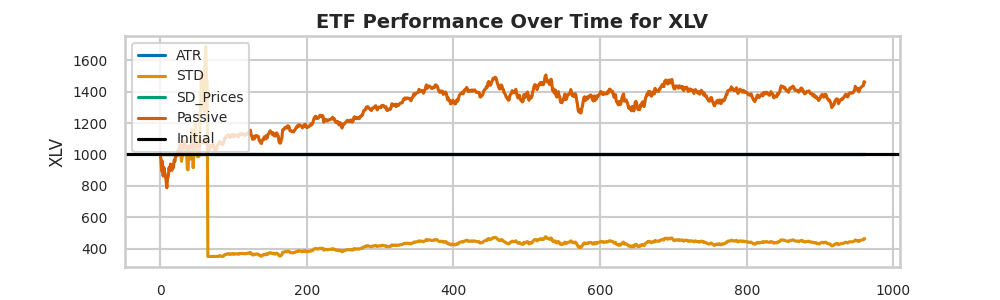 ETF Performance Over Time for XLV
ATR
STD
SD_Prices
Passive
Initial
XLV
1600
1400
1200
1000
800
600
400
0 200 400 600 800 1000